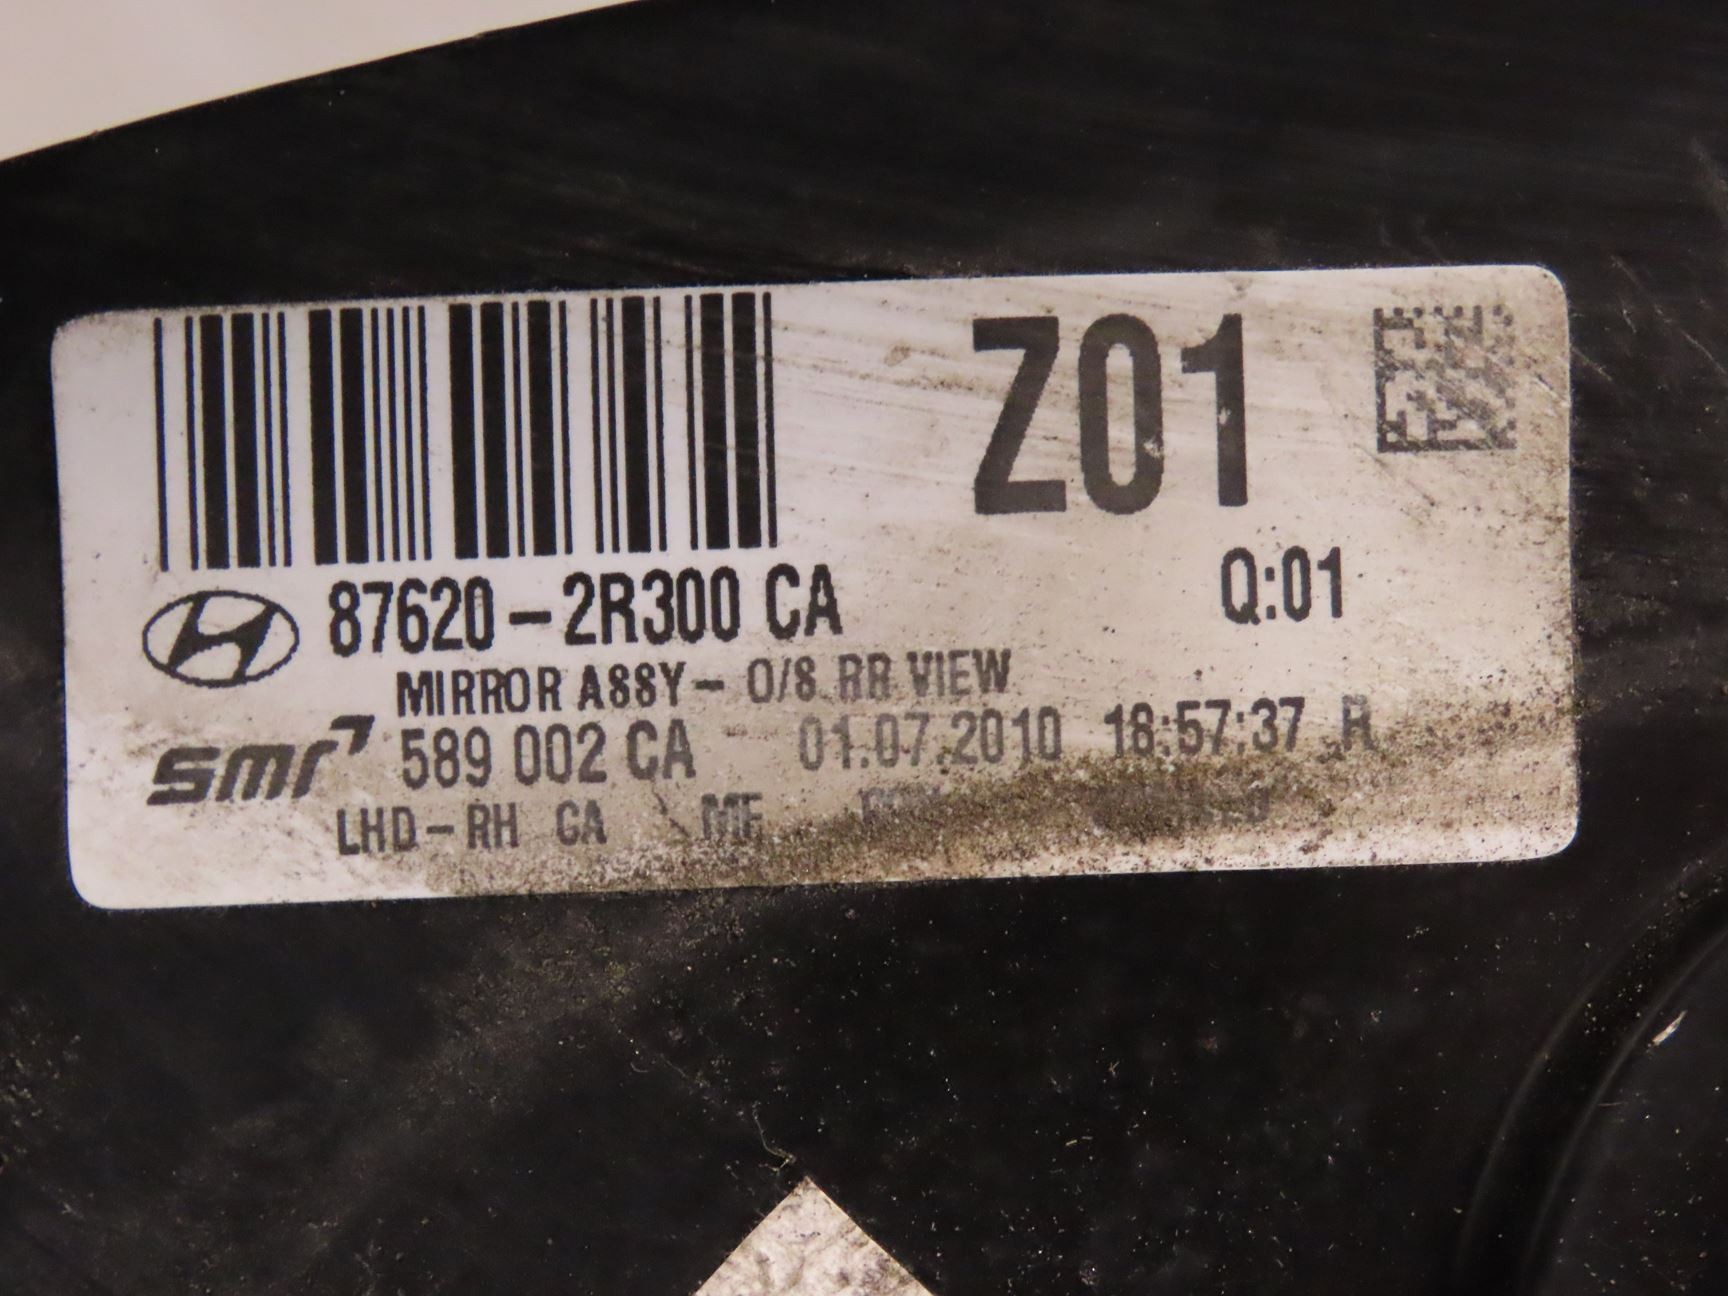 Z01
87620-2R300 CA
Q:01
MIRROR ASSY- O/S RR VIEW
smr 589 002 CA 01.07.2010 18:57:37 R
LHD-RH CA MF